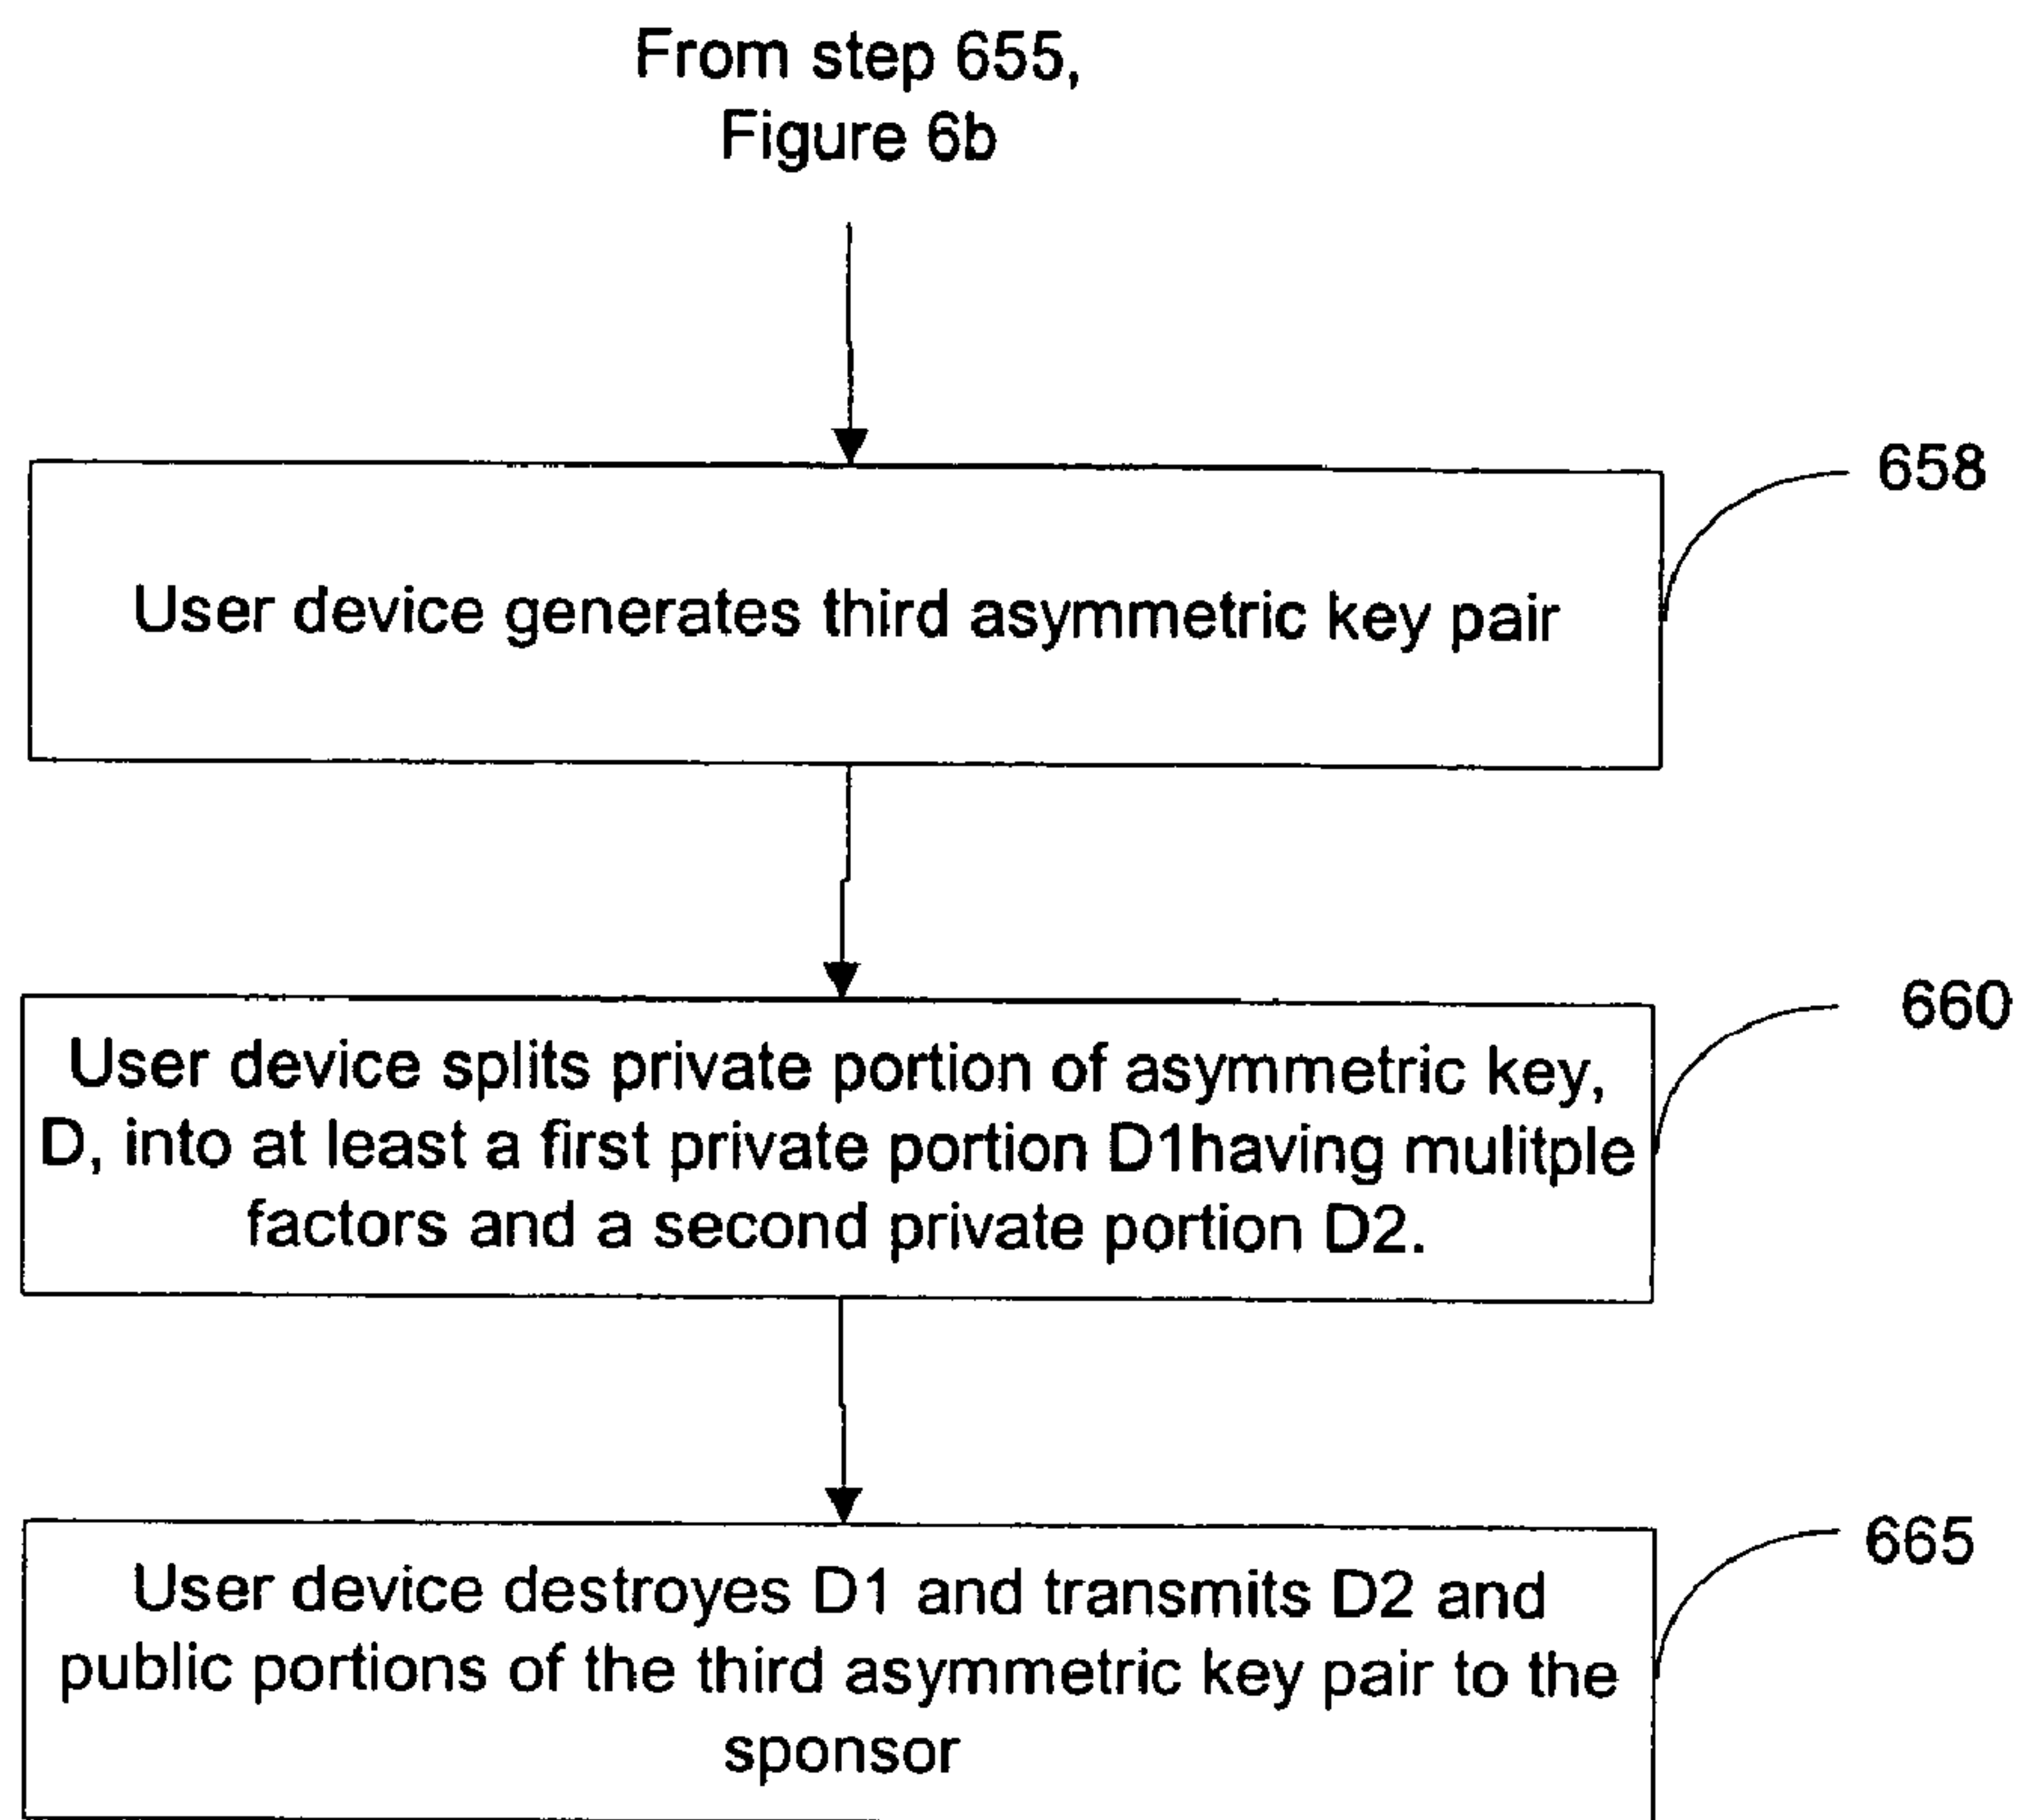 From step 655,
Figure 6b
658
User device generates third asymmetric key pair
660
User device splits private portion of asymmetric key,
D, into at least a first private portion D1having mulitple
factors and a second private portion D2.
665
User device destroyes D1 and transmits D2 and
public portions of the third asymmetric key pair to the
sponsor